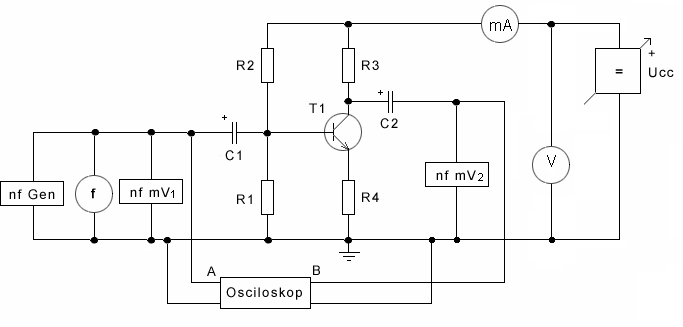 mA
R2
R3
+
=
Ucc
T1
+
C2
+
C1
V
nf Gen
f
nf mV1
nf mV2
R1
R4
A
B
Osciloskop